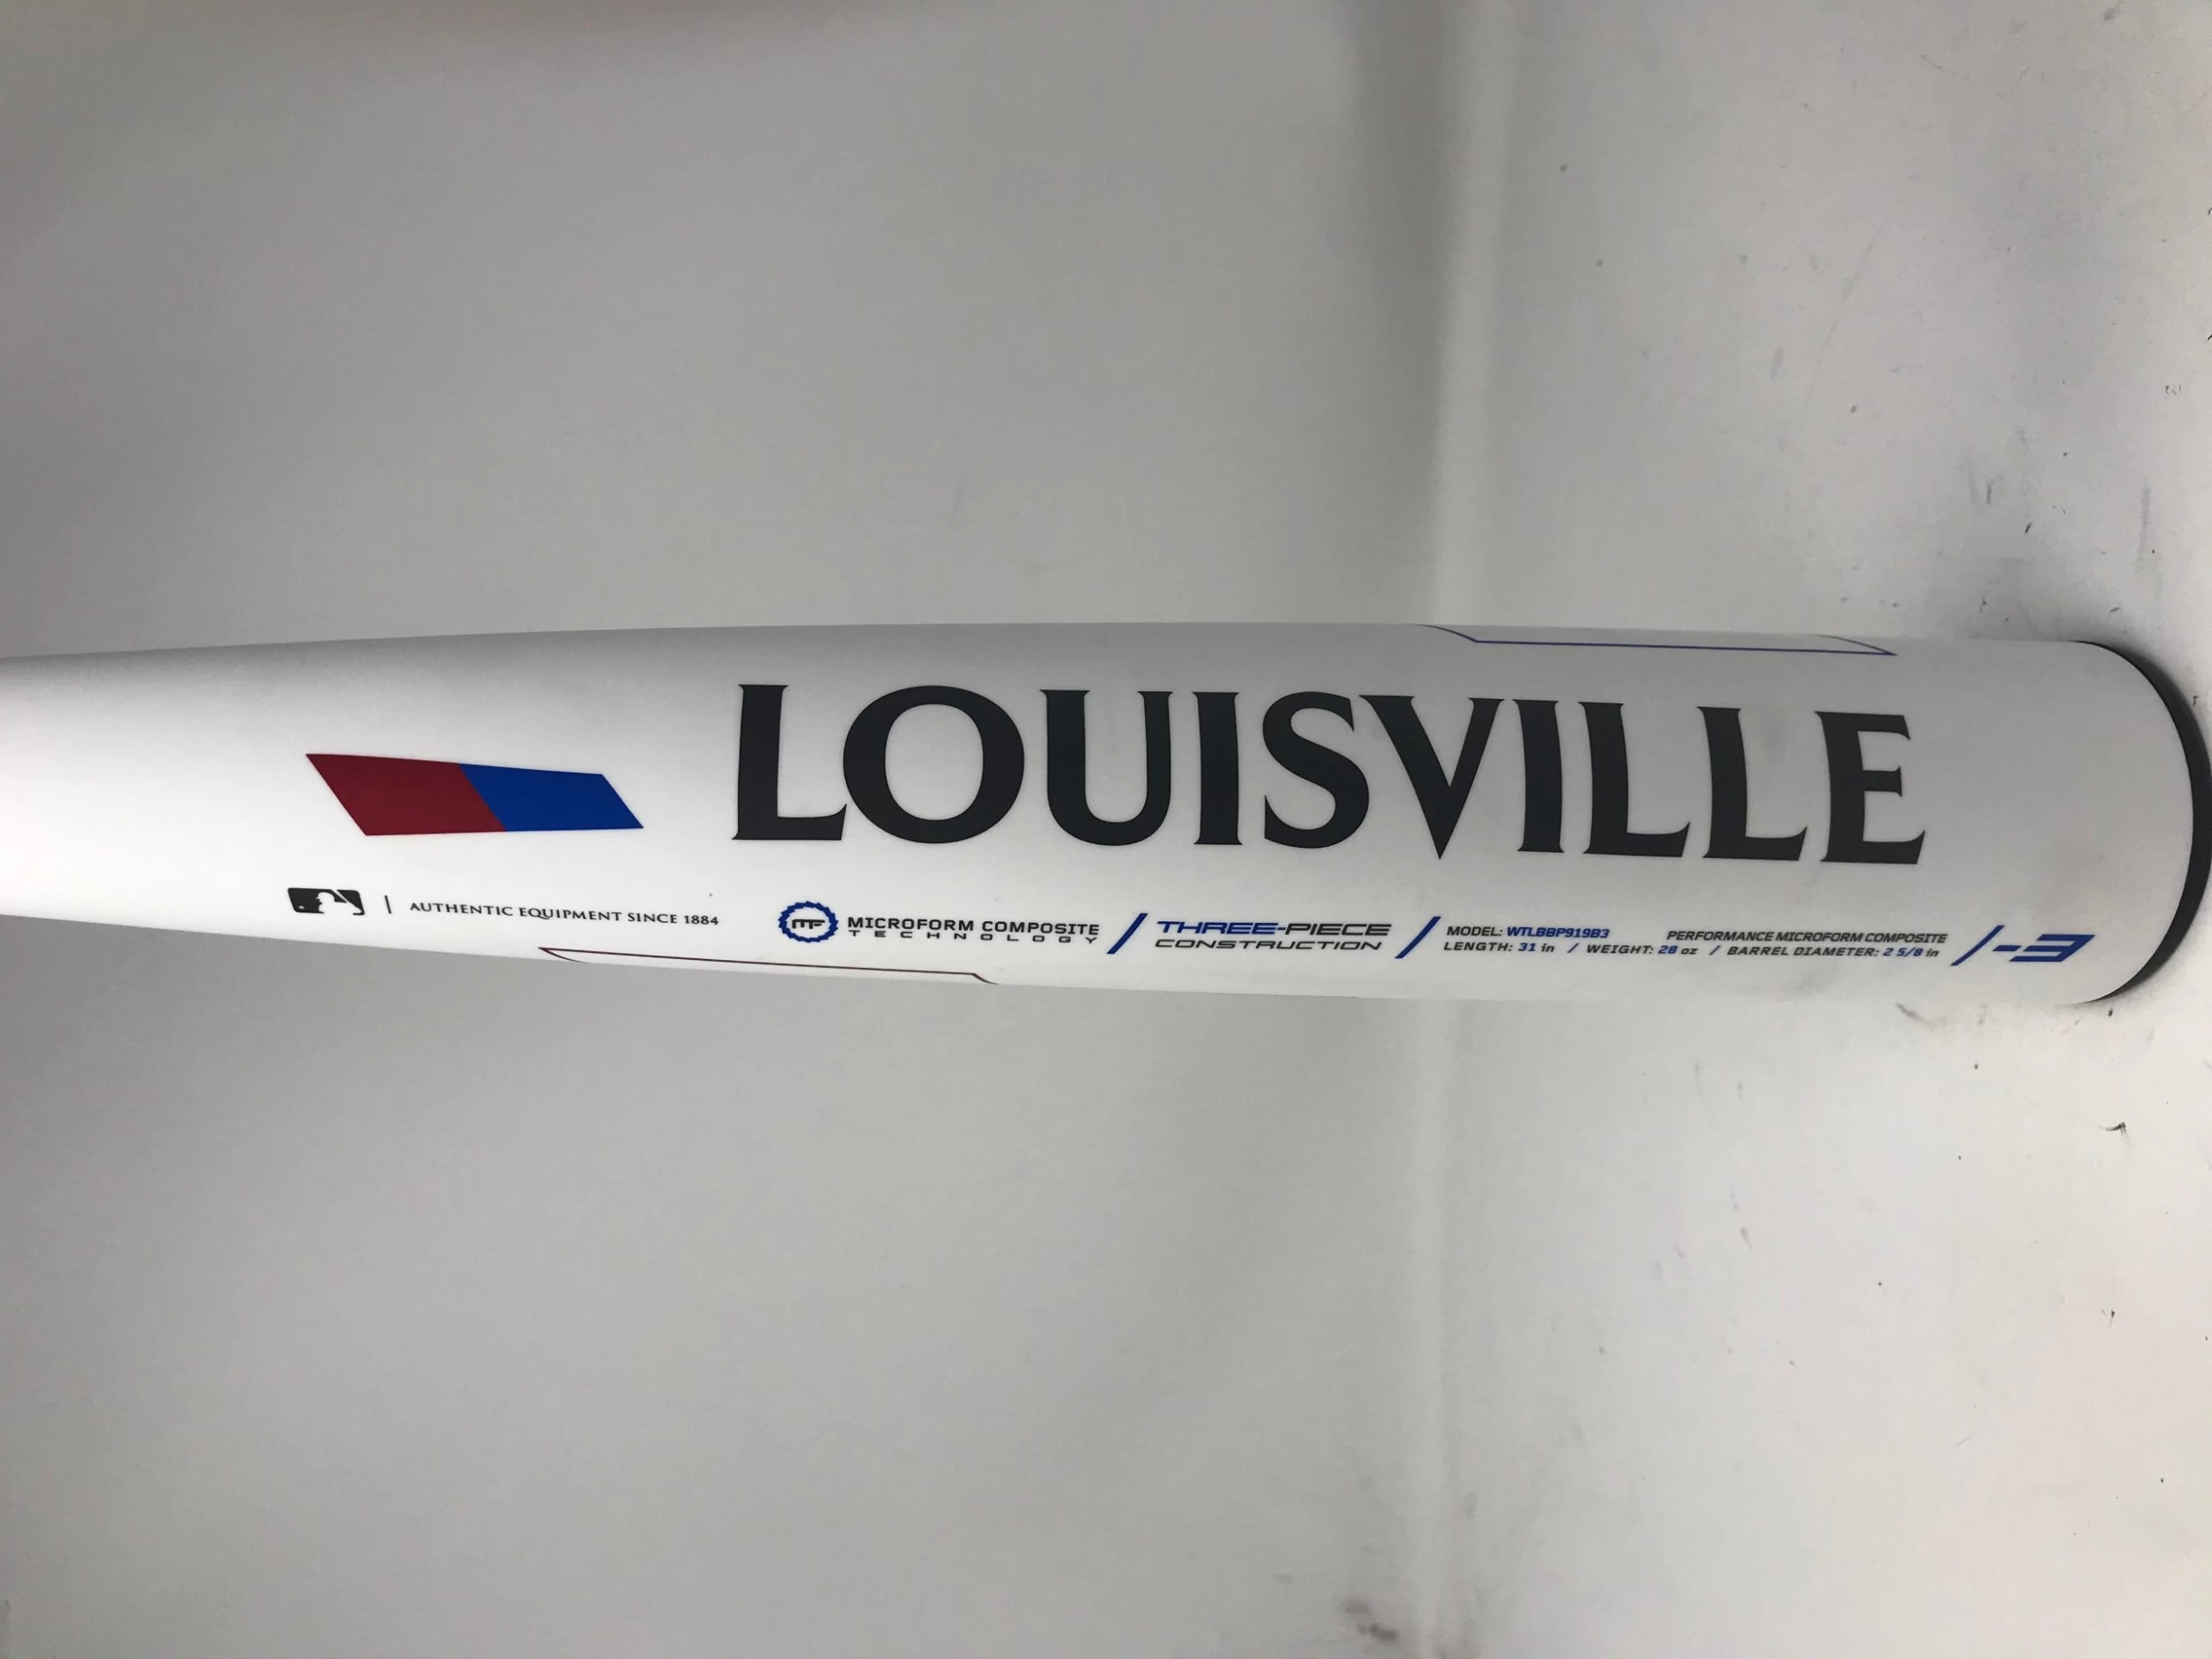 LOUISVILLE
AUTHENTIC EQUIPMENT SINCE 1884
MF
MICROFORM COMPOSITE
TECHNOLOGY
THREE-PIECE
CONSTRUCTION
MODEL: WTLBBP919B3 PERFORMANCE MICROFORM COMPOSITE
LENGTH: 31 in / WEIGHT: 28 oz / BARREL DIAMETER: 2 5/8 in
/-3